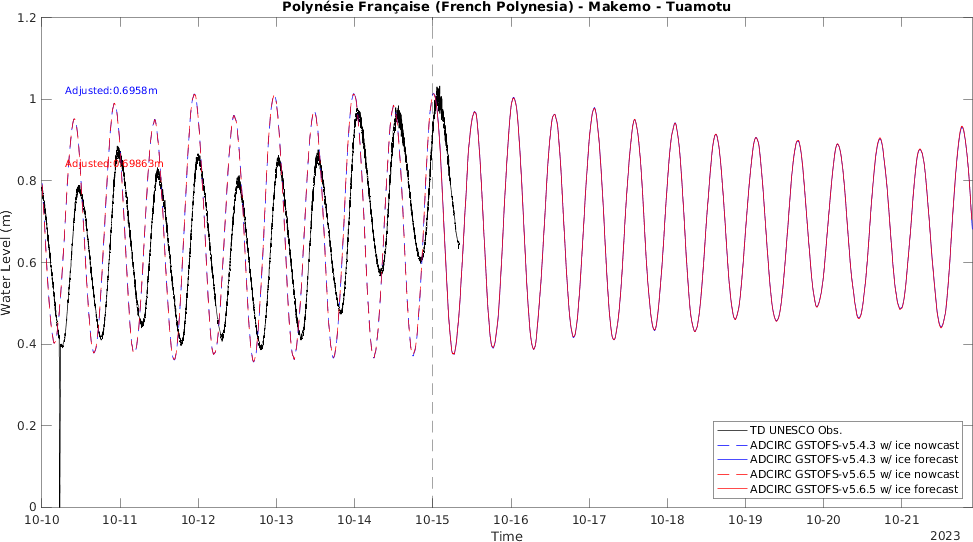 Polynésie Française (French Polynesia) - Makemo - Tuamotu
1.2
1
0.8
0.6
0.4
0.2
0
Water Level (m)
Adjusted:0.6958m
Adjusted:0.69863m
TD UNESCO Obs.
ADCIRC GSTOFS-v5.4.3 w/ ice nowcast
ADCIRC GSTOFS-v5.4.3 w/ ice forecast
ADCIRC GSTOFS-v5.6.5 w/ ice nowcast
ADCIRC GSTOFS-v5.6.5 w/ ice forecast
10-10 10-11 10-12 10-13 10-14 10-15 10-16 10-17 10-18 10-19 10-20 10-21
Time
2023